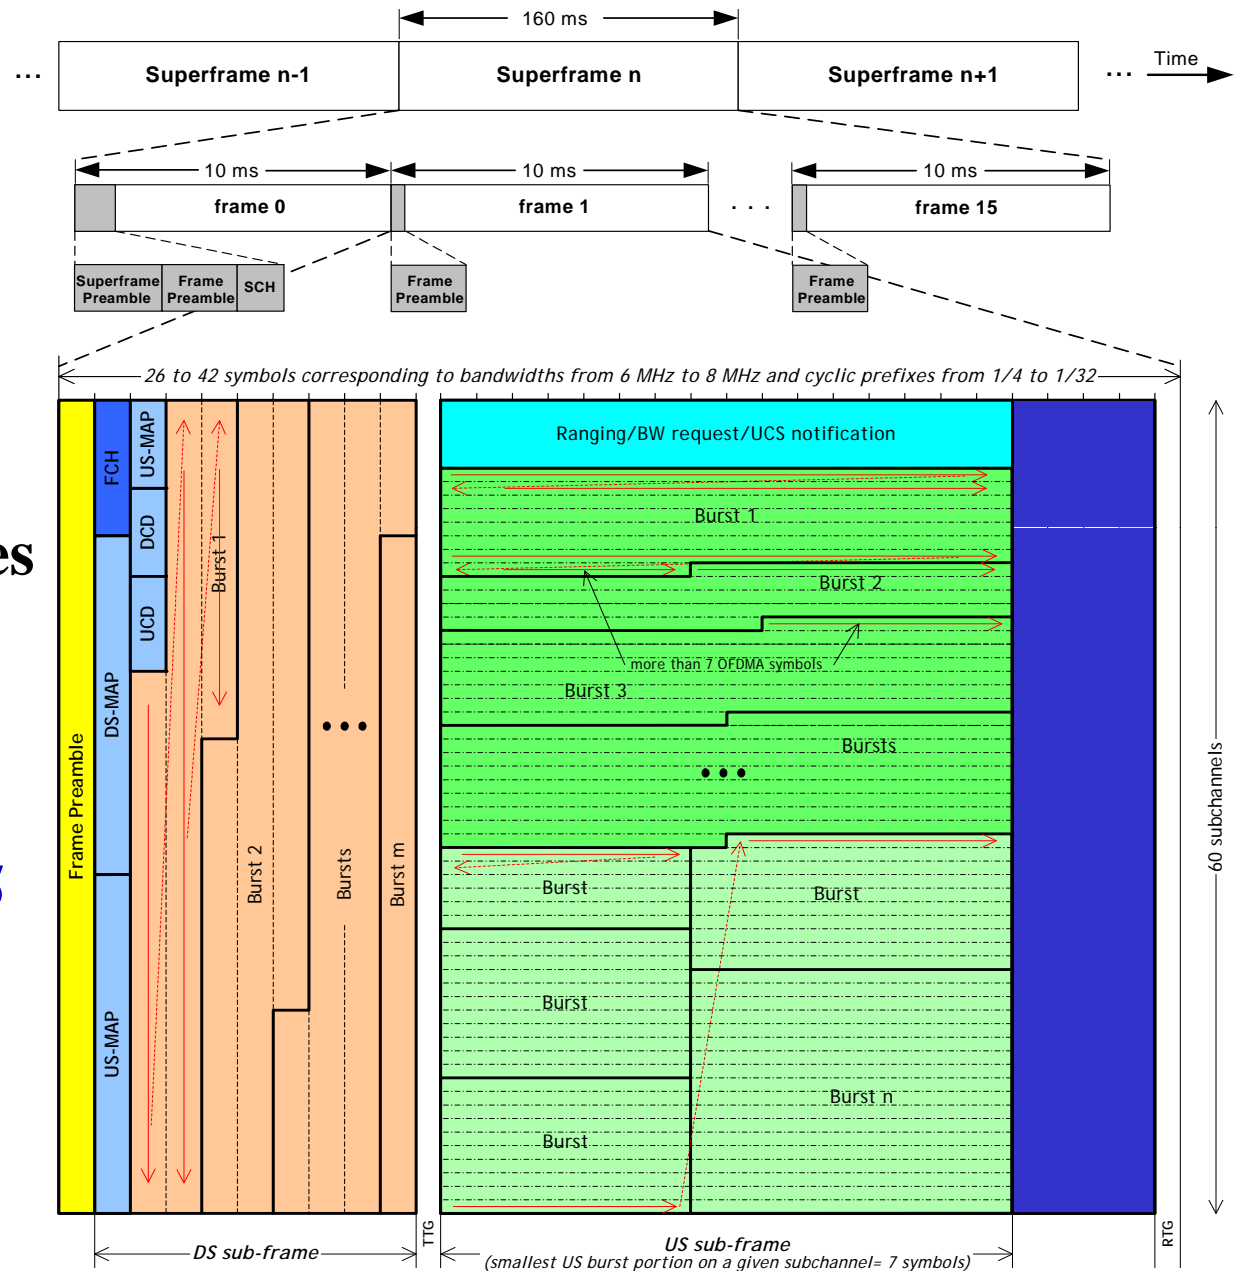 160 ms
... Superframe n-1 Superframe n Superframe n+1 ... Time
10 ms 10 ms 10 ms
frame 0 frame 1 . . . frame 15
Superframe Preamble
Frame Preamble
SCH
Frame Preamble
Frame Preamble
26 to 42 symbols corresponding to bandwidths from 6 MHz to 8 MHz and cyclic prefixes from 1/4 to 1/32
Frame Preamble
FCH
DS-MAP
US-MAP
US-MAP
DCD
UCD
Burst 1
Burst 2
Bursts
Burst m
TTG
Ranging/BW request/UCS notification
Burst 1
Burst 2
more than 7 OFDMA symbols
Burst 3
Bursts
Burst
Burst
Burst
Burst n
Burst
60 subchannels
RTG
es
DS sub-frame
US sub-frame
(smallest US burst portion on a given subchannel= 7 symbols)